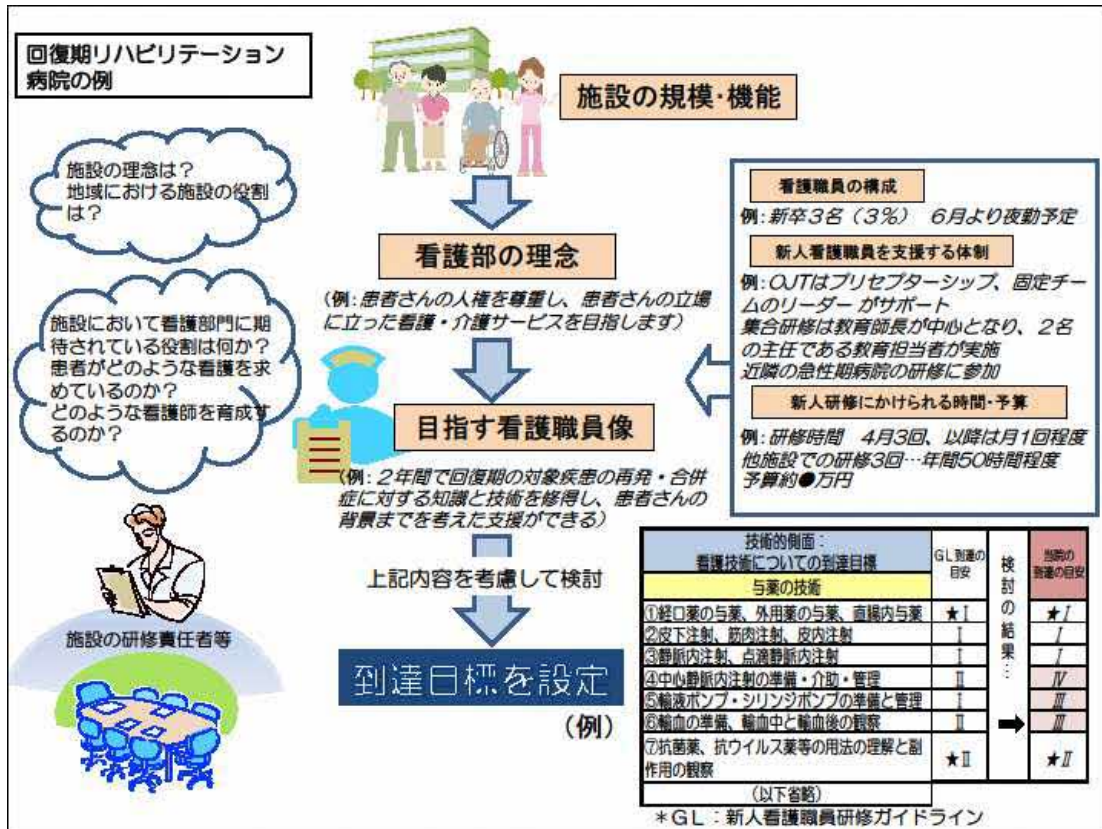 回復期リハビリテーション
病院の例
施設の規模･機能
施設の理念は？
地域における施設の役割
は？
看護部の理念
(例：患者さんの人権を尊重し、患者さんの立場
に立った看護・介護サービスを目指します)
施設において看護部門に期
待されている役割は何か？
患者がどのような看護を求
めているのか？
どのような看護師を育成す
るのか？
目指す看護職員像
(例：２年間で回復期の対象疾患の再発・合併
症に対する知識と技術を修得し、患者さんの
背景までを考えた支援ができる)
上記内容を考慮して検討
施設の研修責任者等
到達目標を設定
(例)
看護職員の構成
例：新卒３名（３％）　６月より夜勤予定
新人看護職員を支援する体制
例：OJTはプリセプターシップ、固定チー
ムのリーダー がサポート
集合研修は教育師長が中心となり、２名
の主任である教育担当者が実施
近隣の急性期病院の研修に参加
新人研修にかけられる時間･予算
例：研修時間　4月3回、以降は月1回程度
他施設での研修3回…年間50時間程度
予算約●万円
技術的側面：
看護技術についての到達目標
ＧＬ到達の
目安
検討の結果…
当院の
到達の目安
与薬の技術
①経口薬の与薬、外用薬の与薬、直腸内与薬 ★Ⅰ ★Ⅰ
②皮下注射、筋肉注射、皮内注射 Ⅰ Ⅰ
③静脈内注射、点滴静脈内注射 Ⅰ Ⅰ
④中心静脈内注射の準備・介助・管理 Ⅱ Ⅳ
⑤輸液ポンプ・シリンジポンプの準備と管理 Ⅰ Ⅲ
⑥輸血の準備、輸血中と輸血後の観察 Ⅱ Ⅲ
⑦抗菌薬、抗ウイルス薬等の用法の理解と副
作用の観察 ★Ⅱ ★Ⅱ
(以下省略)
＊ＧＬ：新人看護職員研修ガイドライン